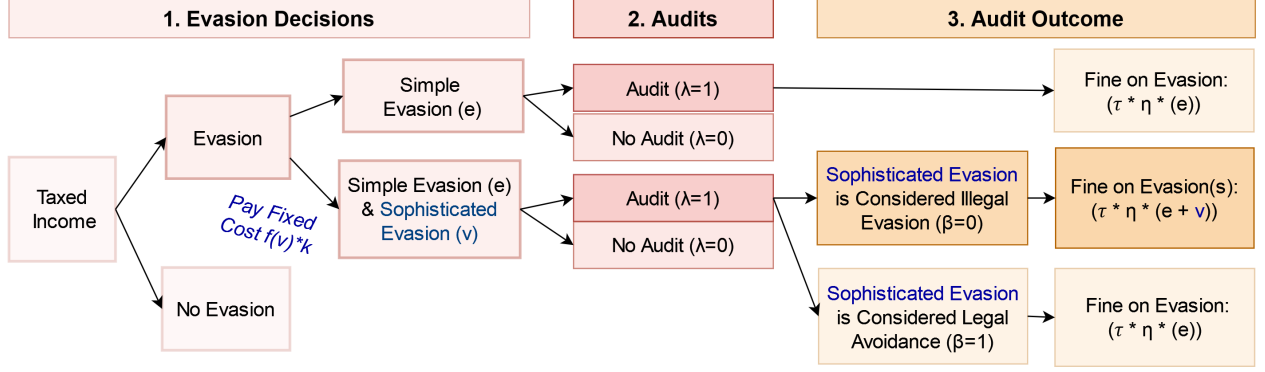 1. Evasion Decisions
2. Audits
3. Audit Outcome
Taxed
Income
Evasion
No Evasion
Pay Fixed
Cost f(v)*k
Simple
Evasion (e)
Simple Evasion (e)
& Sophisticated
Evasion (v)
Audit (λ=1)
No Audit (λ=0)
Audit (λ=1)
No Audit (λ=0)
Sophisticated Evasion
is Considered Illegal
Evasion (β=0)
Sophisticated Evasion
is Considered Legal
Avoidance (β=1)
Fine on Evasion:
(τ * η * (e))
Fine on Evasion(s):
(τ * η * (e + v))
Fine on Evasion:
(τ * η * (e))